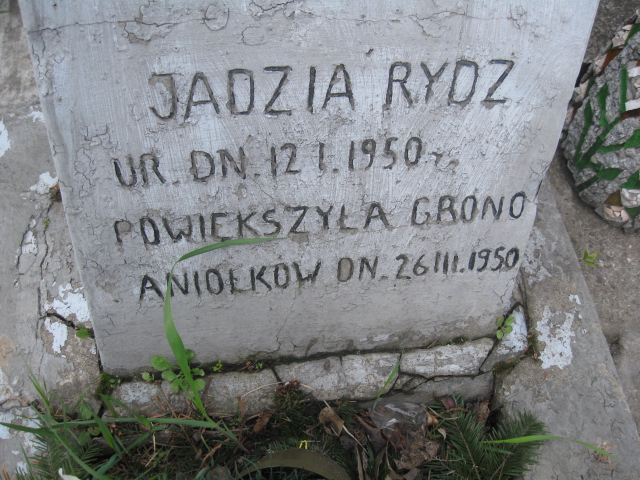 JADZIA RYDZ
UR. DN. 12 I. 1950 r.
POWIEKSZYŁA GRONO
ANIOŁKOW DN. 26 III. 1950